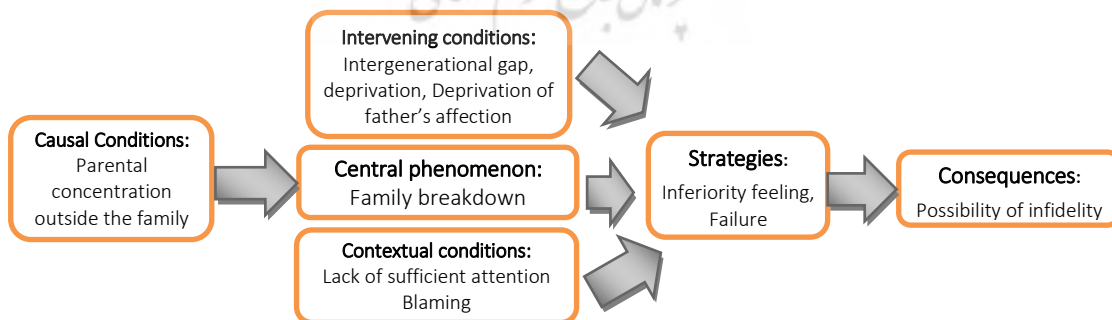 Intervening conditions:
Intergenerational gap,
deprivation, Deprivation of
father's affection
Causal Conditions:
Parental
concentration
outside the family
Central phenomenon:
Family breakdown
Contextual conditions:
Lack of sufficient attention
Blaming
Strategies:
Inferiority feeling,
Failure
Consequences:
Possibility of infidelity